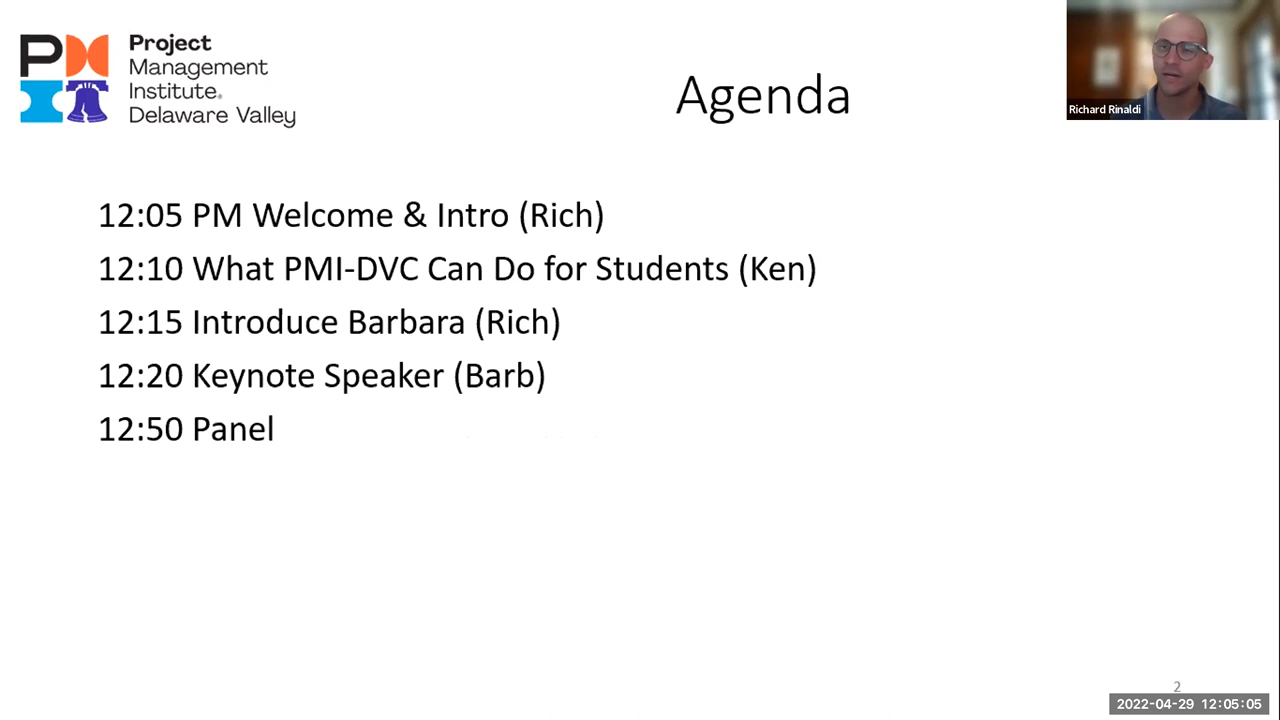 Project
Management
Institute.
Delaware Valley
Agenda
Richard Rinaldi
12:05 PM Welcome & Intro (Rich)
12:10 What PMI-DVC Can Do for Students (Ken)
12:15 Introduce Barbara (Rich)
12:20 Keynote Speaker (Barb)
12:50 Panel
2
2022-04-29 12:05:05